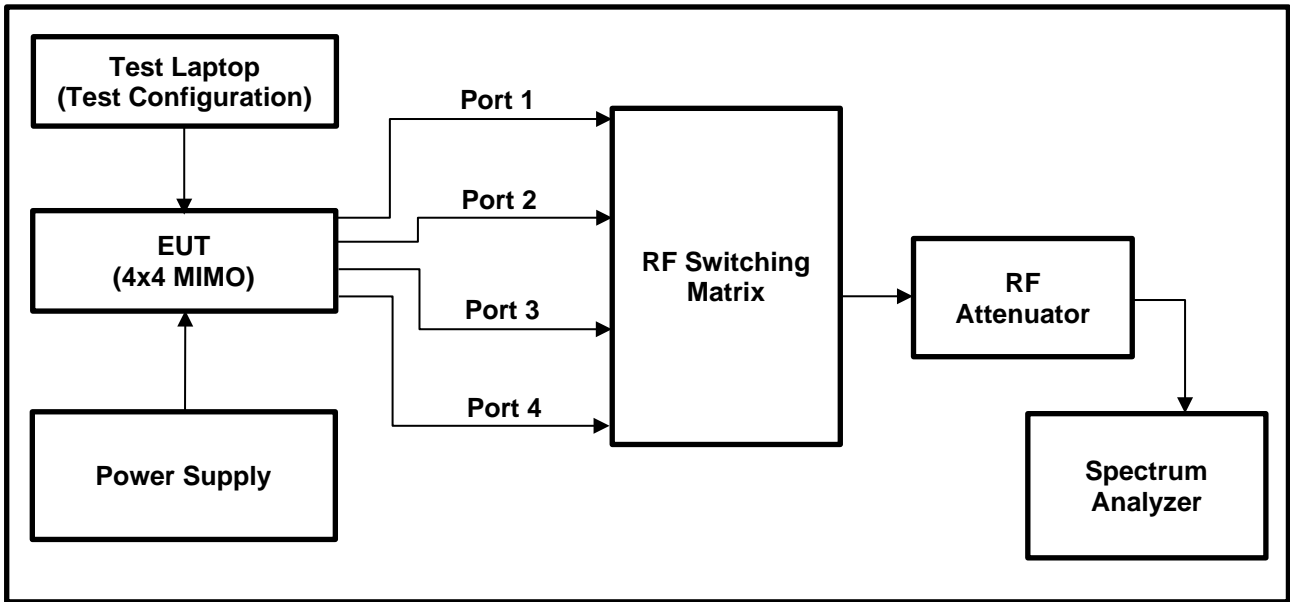 Test Laptop
(Test Configuration)
Port 1
Port 2
EUT
(4x4 MIMO)
RF Switching
Matrix
RF
Attenuator
Port 3
Port 4
Power Supply
Spectrum
Analyzer